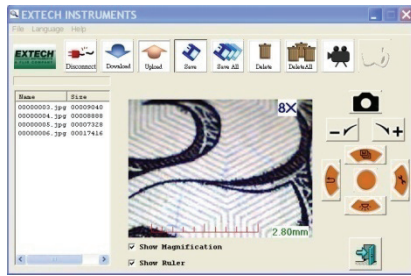 EXTECH INSTRUMENTS
File Language Help
EXTECH
Disconnect Download Upload Save Save All Delete DeleteAll
Name Size
00000003.jpg 00009040
00000004.jpg 00008808
00000005.jpg 00007328
00000006.jpg 00017416
8X
2.80mm
Show Magnification
Show Ruler